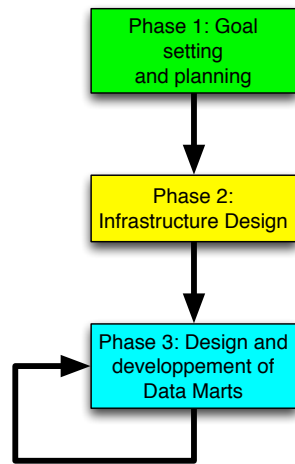 Phase 1: Goal
setting
and planning
Phase 2:
Infrastructure Design
Phase 3: Design and
developpement of
Data Marts